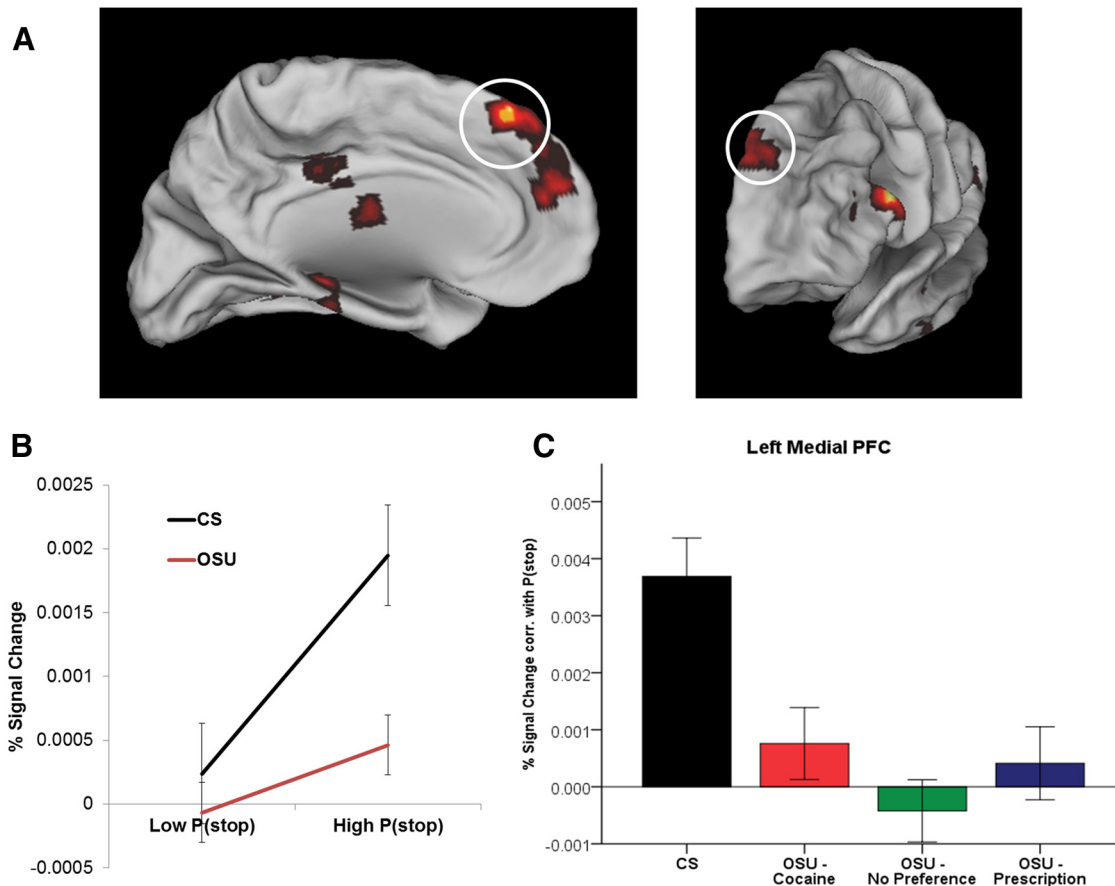 A
B
0.0025
0.002
0.0015
0.001
0.0005
0
-0.0005
% Signal Change
CS
OSU
Low P(stop)
High P(stop)
C
Left Medial PFC
% Signal Change corr. with P(stop)
0.005
0.004
0.003
0.002
0.001
0.000
-0.001
CS
OSU -
Cocaine
OSU -
No Preference
OSU -
Prescription